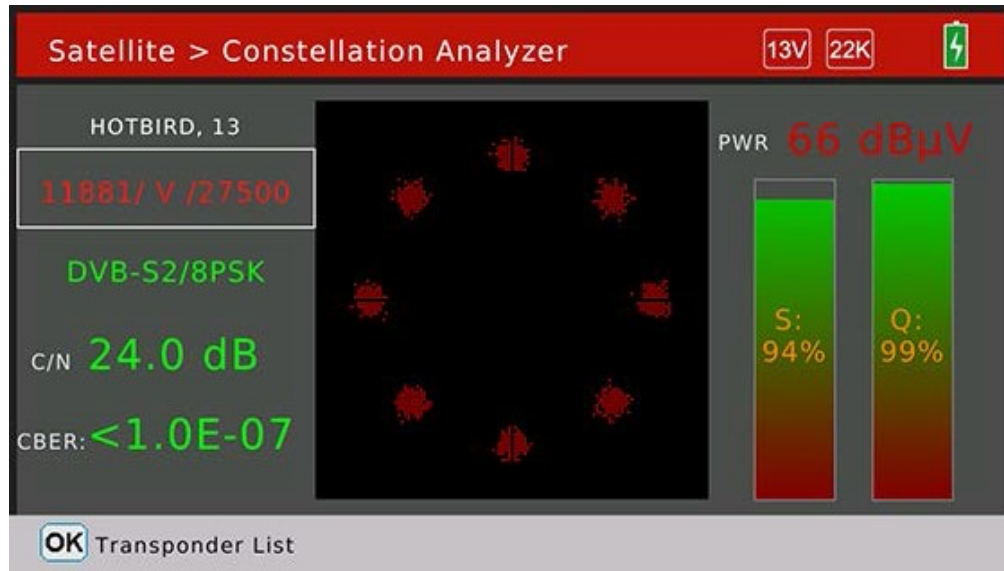 Satellite > Constellation Analyzer
13V 22K
HOTBIRD, 13
11881/ V /27500
DVB-S2/8PSK
C/N 24.0 dB
CBER: <1.0E-07
PWR 66 dBµV
S:
94%
Q:
99%
OK Transponder List